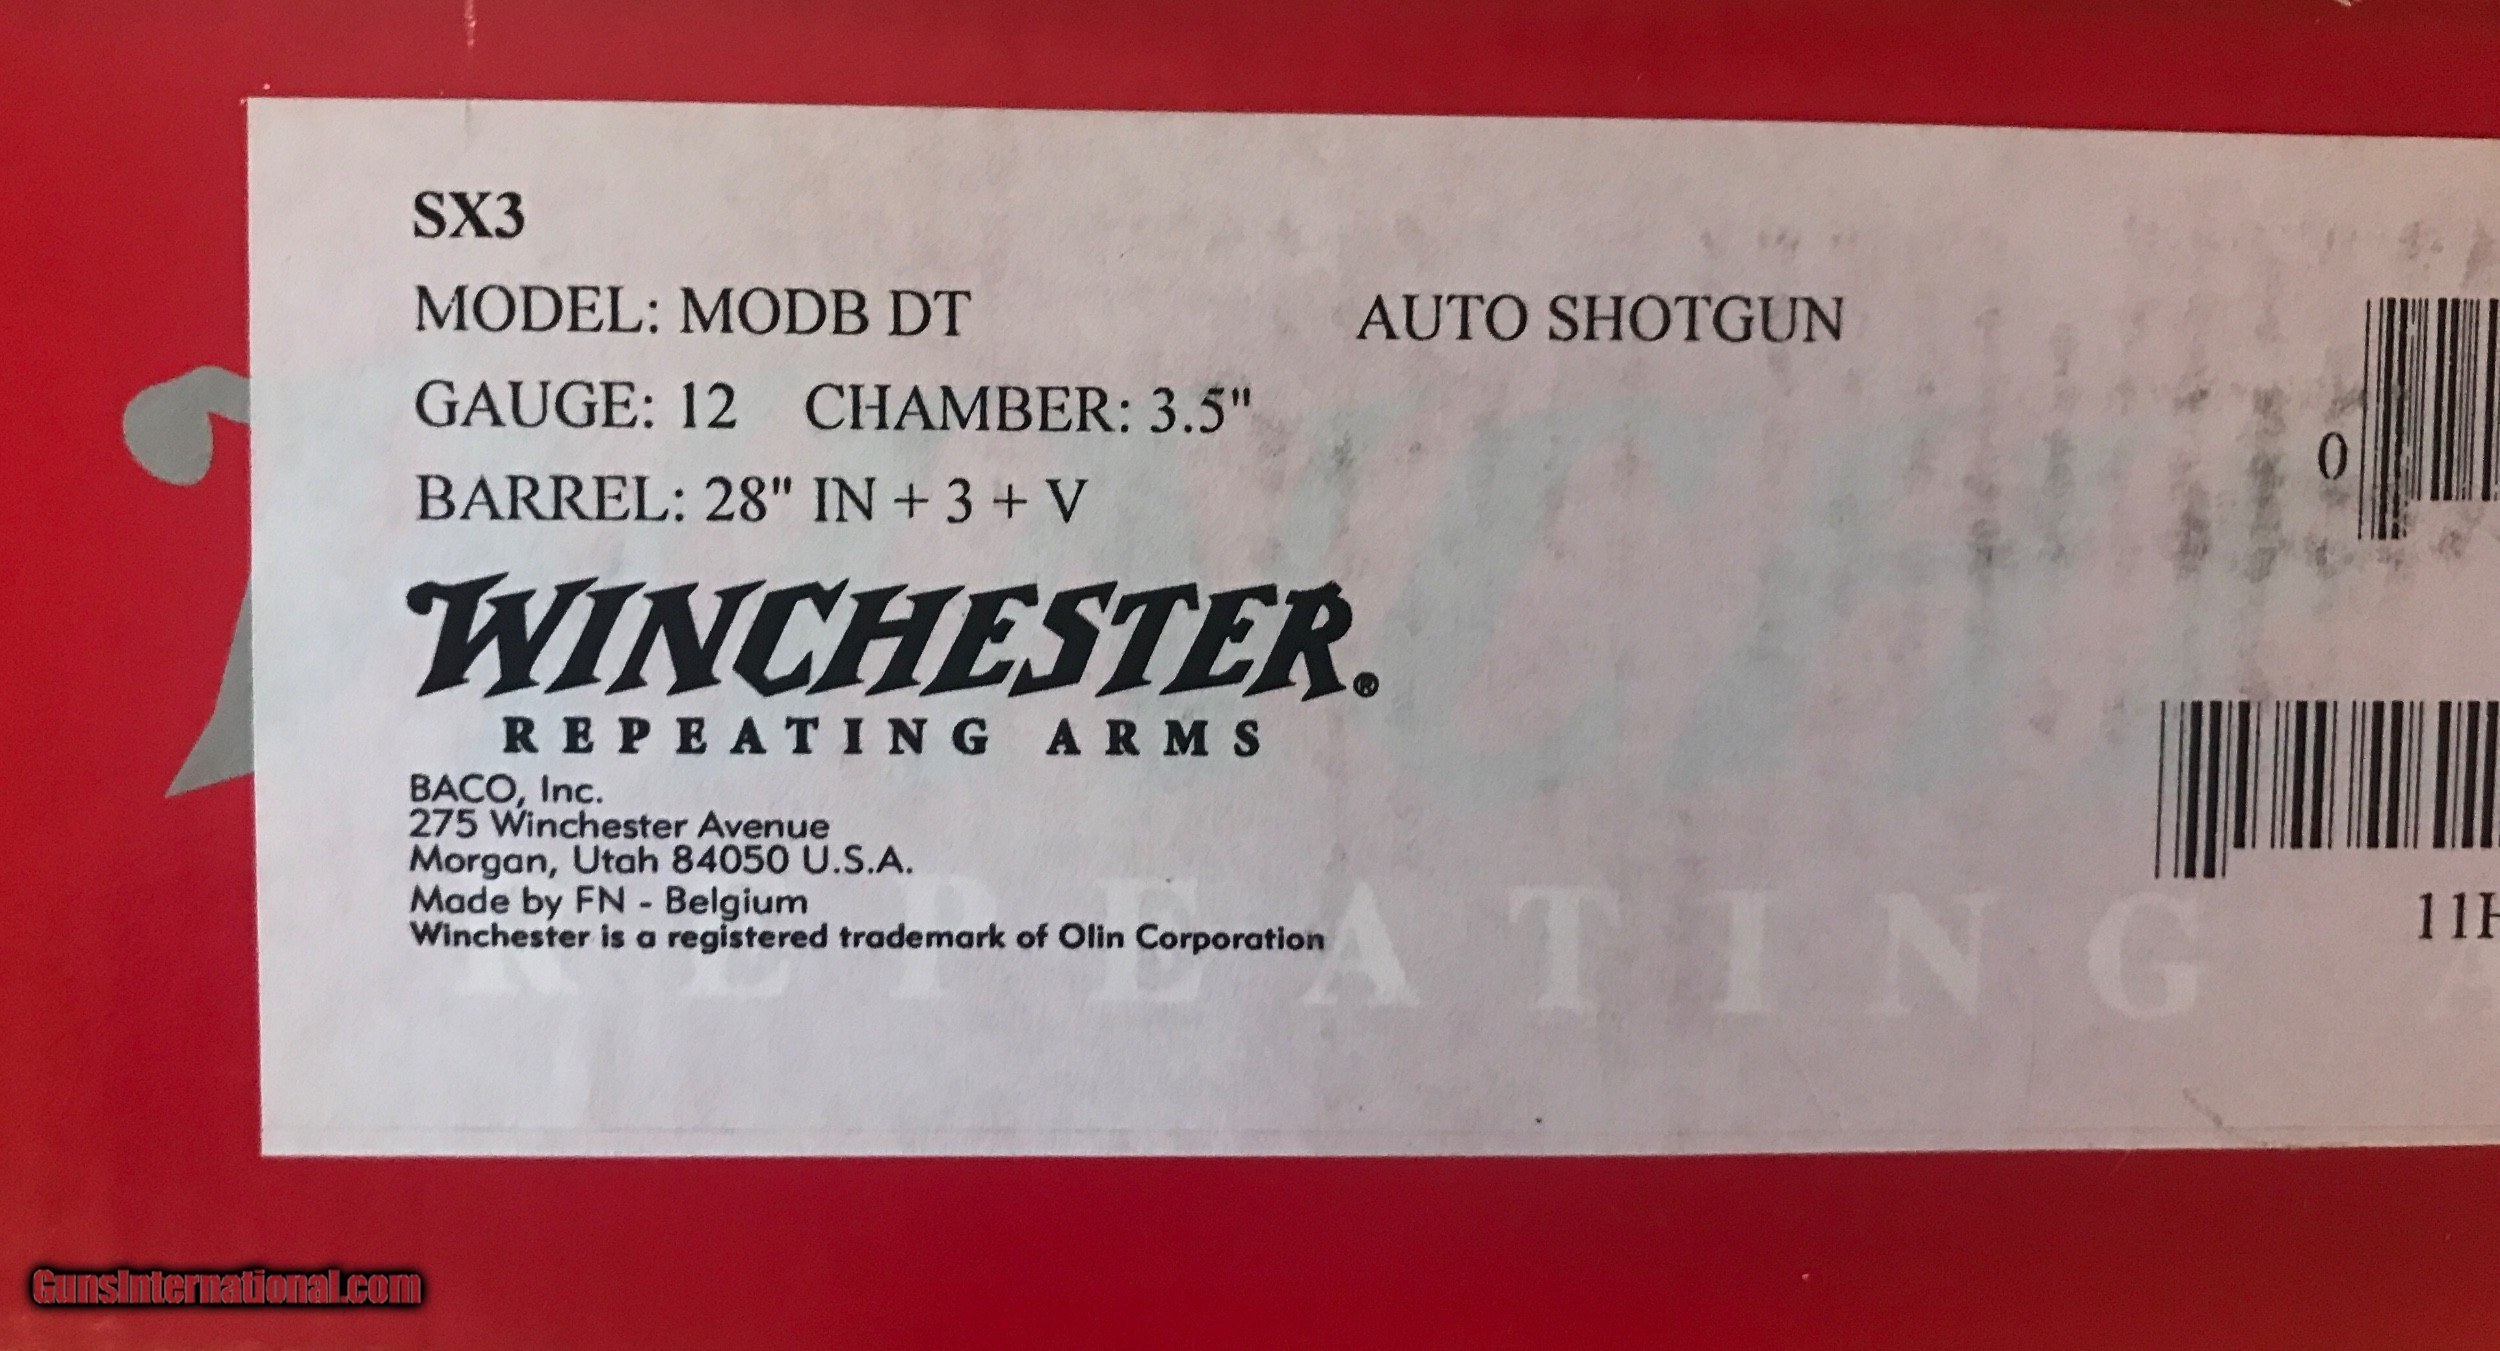 SX3
MODEL: MODB DT AUTO SHOTGUN
GAUGE: 12 CHAMBER: 3.5"
BARREL: 28" IN + 3 + V
0
WINCHESTER®
REPEATING ARMS
BACO, Inc.
275 Winchester Avenue
Morgan, Utah 84050 U.S.A.
Made by FN - Belgium
Winchester is a registered trademark of Olin Corporation
REPEATING
GunsInternational.com